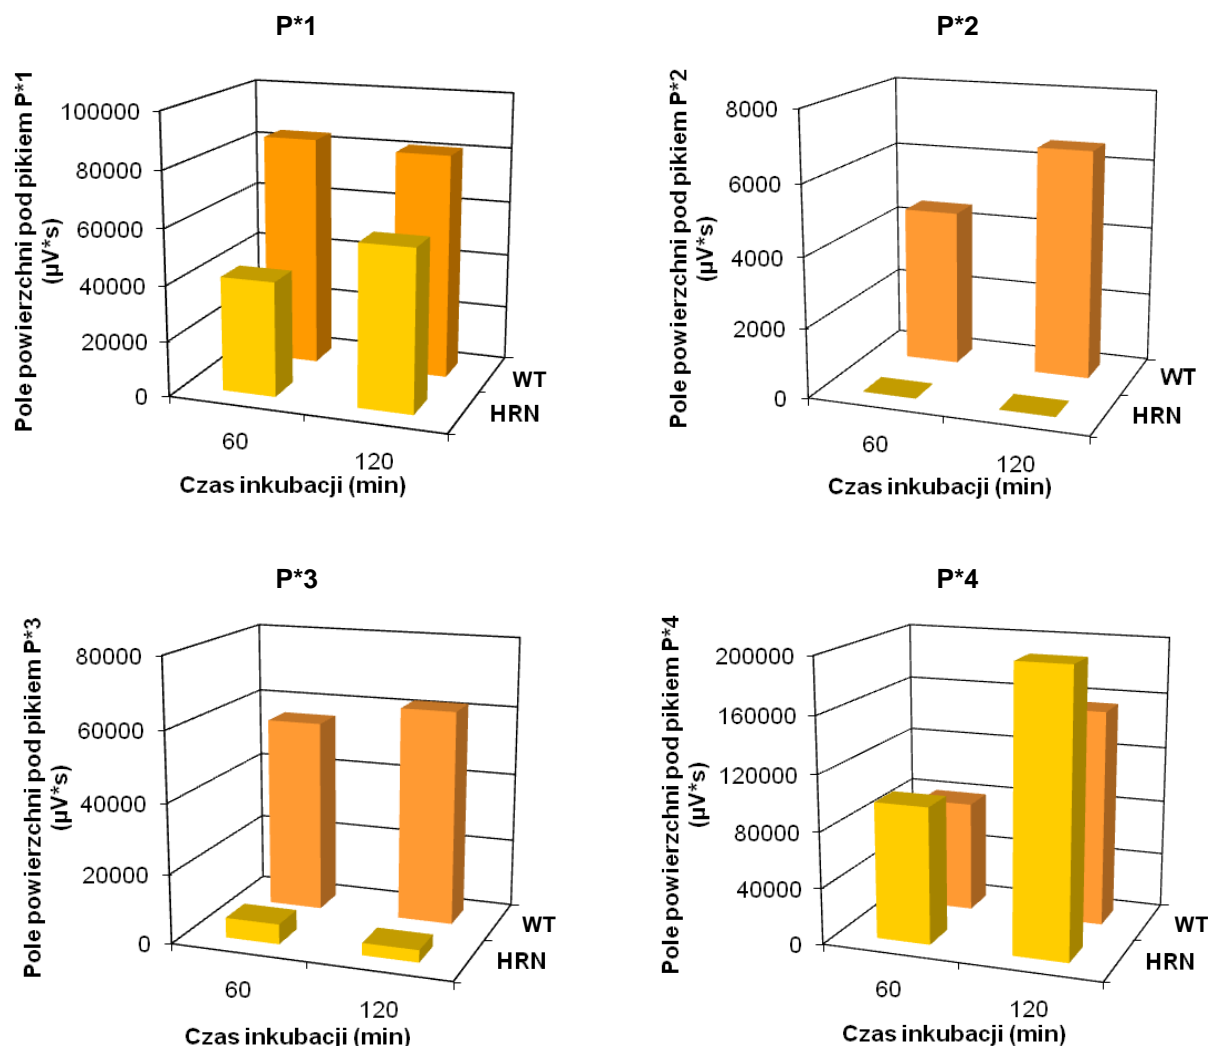 P*1
Pole powierzchni pod pikiem P*1
(µV*s)
100000
80000
60000
40000
20000
0
60
120
WT
HRN
Czas inkubacji (min)
P*2
Pole powierzchni pod pikiem P*2
(µV*s)
8000
6000
4000
2000
0
60
120
WT
HRN
Czas inkubacji (min)
P*3
Pole powierzchni pod pikiem P*3
(µV*s)
80000
60000
40000
20000
0
60
120
WT
HRN
Czas inkubacji (min)
P*4
Pole powierzchni pod pikiem P*4
(µV*s)
200000
160000
120000
80000
40000
0
60
120
WT
HRN
Czas inkubacji (min)